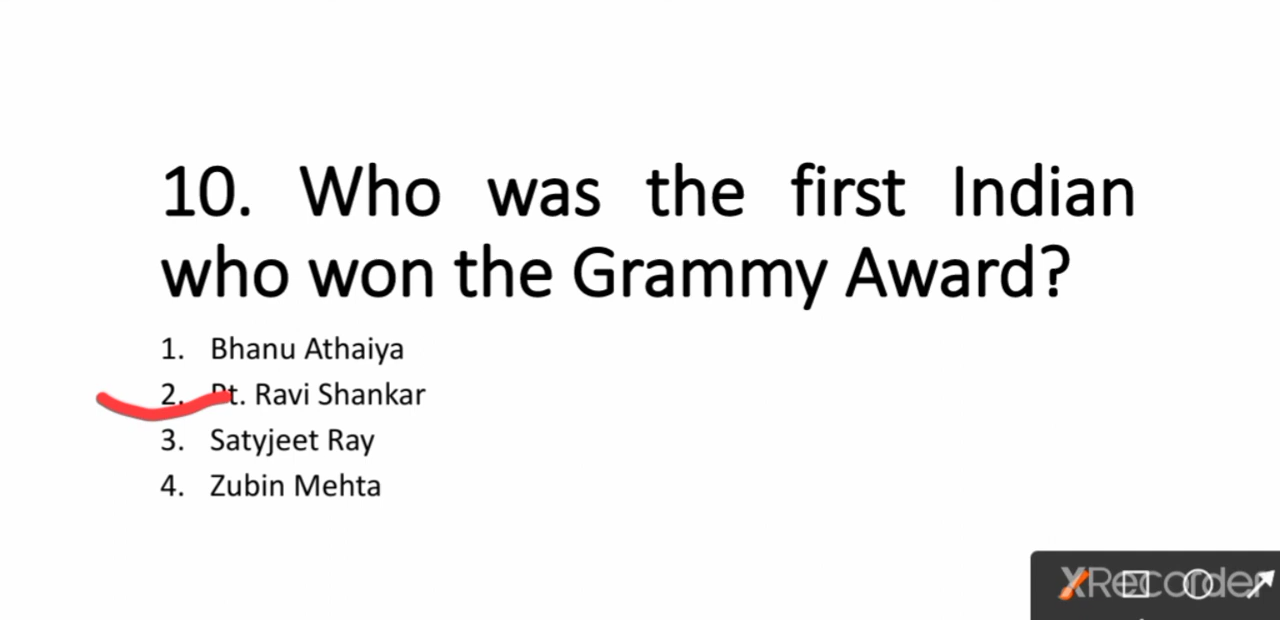 10. Who was the first Indian
who won the Grammy Award?
1. Bhanu Athaiya
2. Pt. Ravi Shankar
3. Satyjeet Ray
4. Zubin Mehta
XRecorder